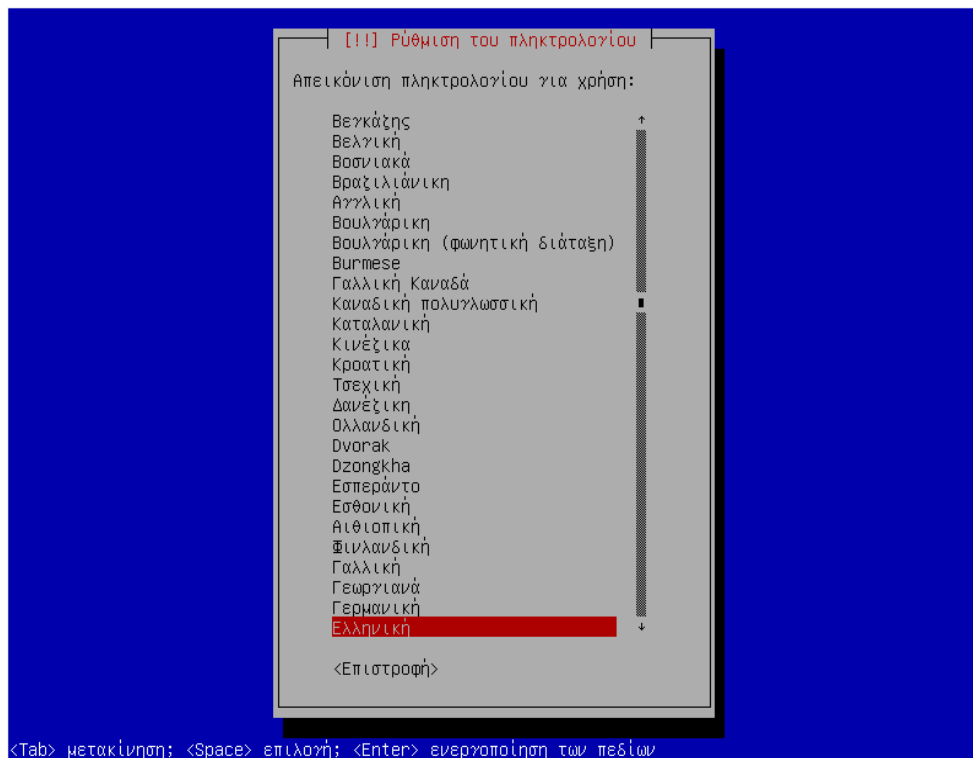 [!!] Ρύθμιση του πληκτρολογίου
Απεικόνιση πληκτρολογίου για χρήση:
Βεγκάζης
Βελγική
Βοσνιακά
Βραζιλιάνικη
Αγγλική
Βουλγάρικη
Βουλγάρικη (φωνητική διάταξη)
Burmese
Γαλλική Καναδά
Καναδική πολυγλωσσική
Καταλανική
Κινέζικα
Κροατική
Τσεχική
Δανέζικη
Ολλανδική
Dvorak
Dzongkha
Εσπεράντο
Εσθονική
Αιθιοπική
Φινλανδική
Γαλλική
Γεωργιανά
Γερμανική
Ελληνική
<Επιστροφή>
<Tab> μετακίνηση; <Space> επιλογή; <Enter> ενεργοποίηση των πεδίων